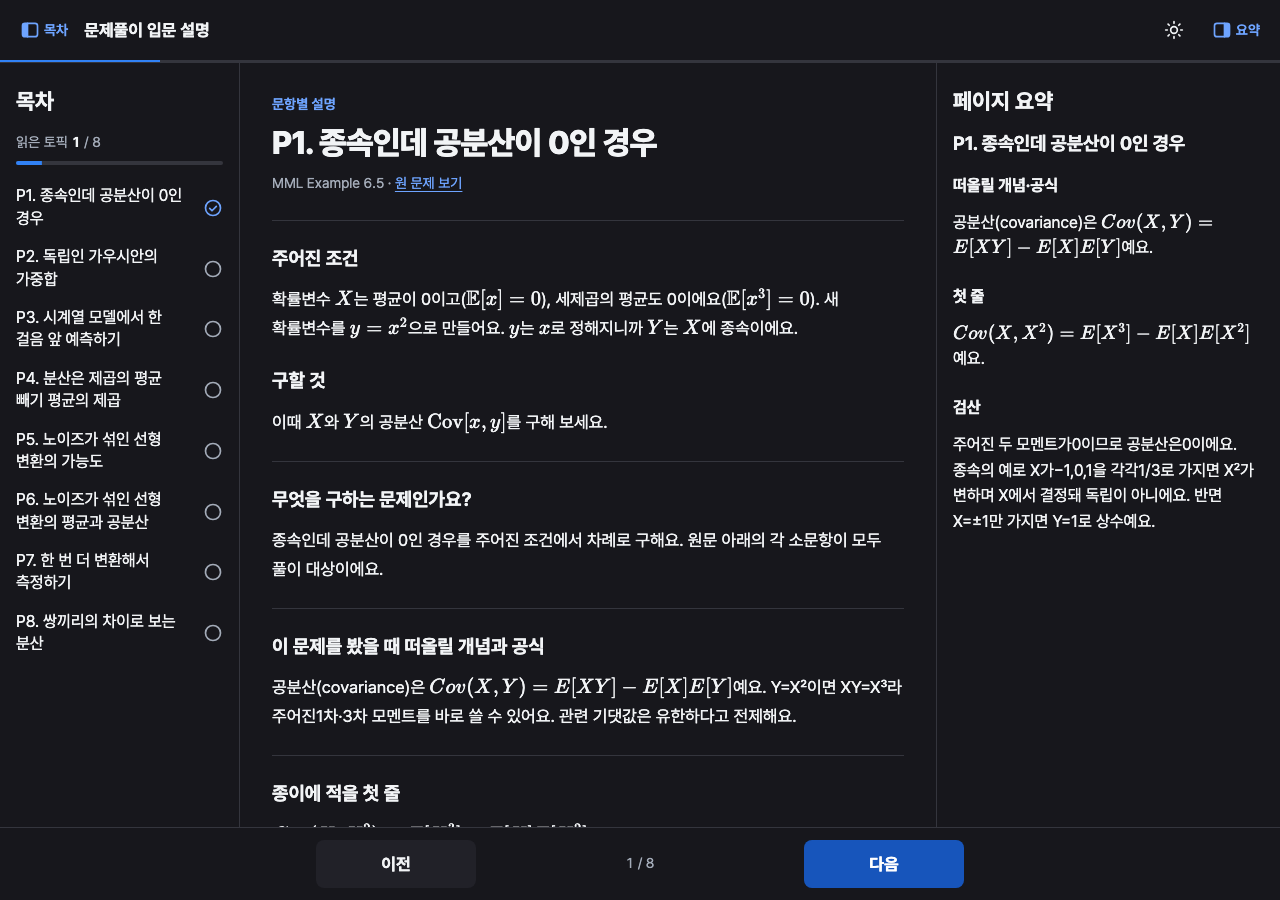 목차 문제풀이 입문 설명 요약
목차
읽은 토픽 1 / 8
P1. 종속인데 공분산이 0인
경우
P2. 독립인 가우시안의
가중합
P3. 시계열 모델에서 한
걸음 앞 예측하기
P4. 분산은 제곱의 평균
빼기 평균의 제곱
P5. 노이즈가 섞인 선형
변환의 가능도
P6. 노이즈가 섞인 선형
변환의 평균과 공분산
P7. 한 번 더 변환해서
측정하기
P8. 쌍끼리의 차이로 보는
분산
문항별 설명
P1. 종속인데 공분산이 0인 경우
MML Example 6.5 · 원 문제 보기
주어진 조건
확률변수 X는 평균이 0이고(𝔼[x] = 0), 세제곱의 평균도 0이에요(𝔼[x³] = 0). 새
확률변수를 y = x²으로 만들어요. y는 x로 정해지니까 Y는 X에 종속이에요.
구할 것
이때 X와 Y의 공분산 Cov[x, y]를 구해 보세요.
무엇을 구하는 문제인가요?
종속인데 공분산이 0인 경우를 주어진 조건에서 차례로 구해요. 원문 아래의 각 소문항이 모두
풀이 대상이에요.
이 문제를 봤을 때 떠올릴 개념과 공식
공분산(covariance)은 Cov(X, Y) = E[XY] − E[X]E[Y]예요. Y=X²이면 XY=X³라
주어진1차·3차 모멘트를 바로 쓸 수 있어요. 관련 기댓값은 유한하다고 전제해요.
종이에 적을 첫 줄
페이지 요약
P1. 종속인데 공분산이 0인 경우
떠올릴 개념·공식
공분산(covariance)은 Cov(X, Y) =
E[XY] − E[X]E[Y]예요.
첫 줄
Cov(X, X²) = E[X³] − E[X]E[X²]
예요.
검산
주어진 두 모멘트가0이므로 공분산은0이에요.
종속의 예로 X가−1,0,1을 각각1/3로 가지면 X²가
변하며 X에서 결정돼 독립이 아니에요. 반면
X=±1만 가지면 Y=1로 상수예요.
이전
1 / 8
다음